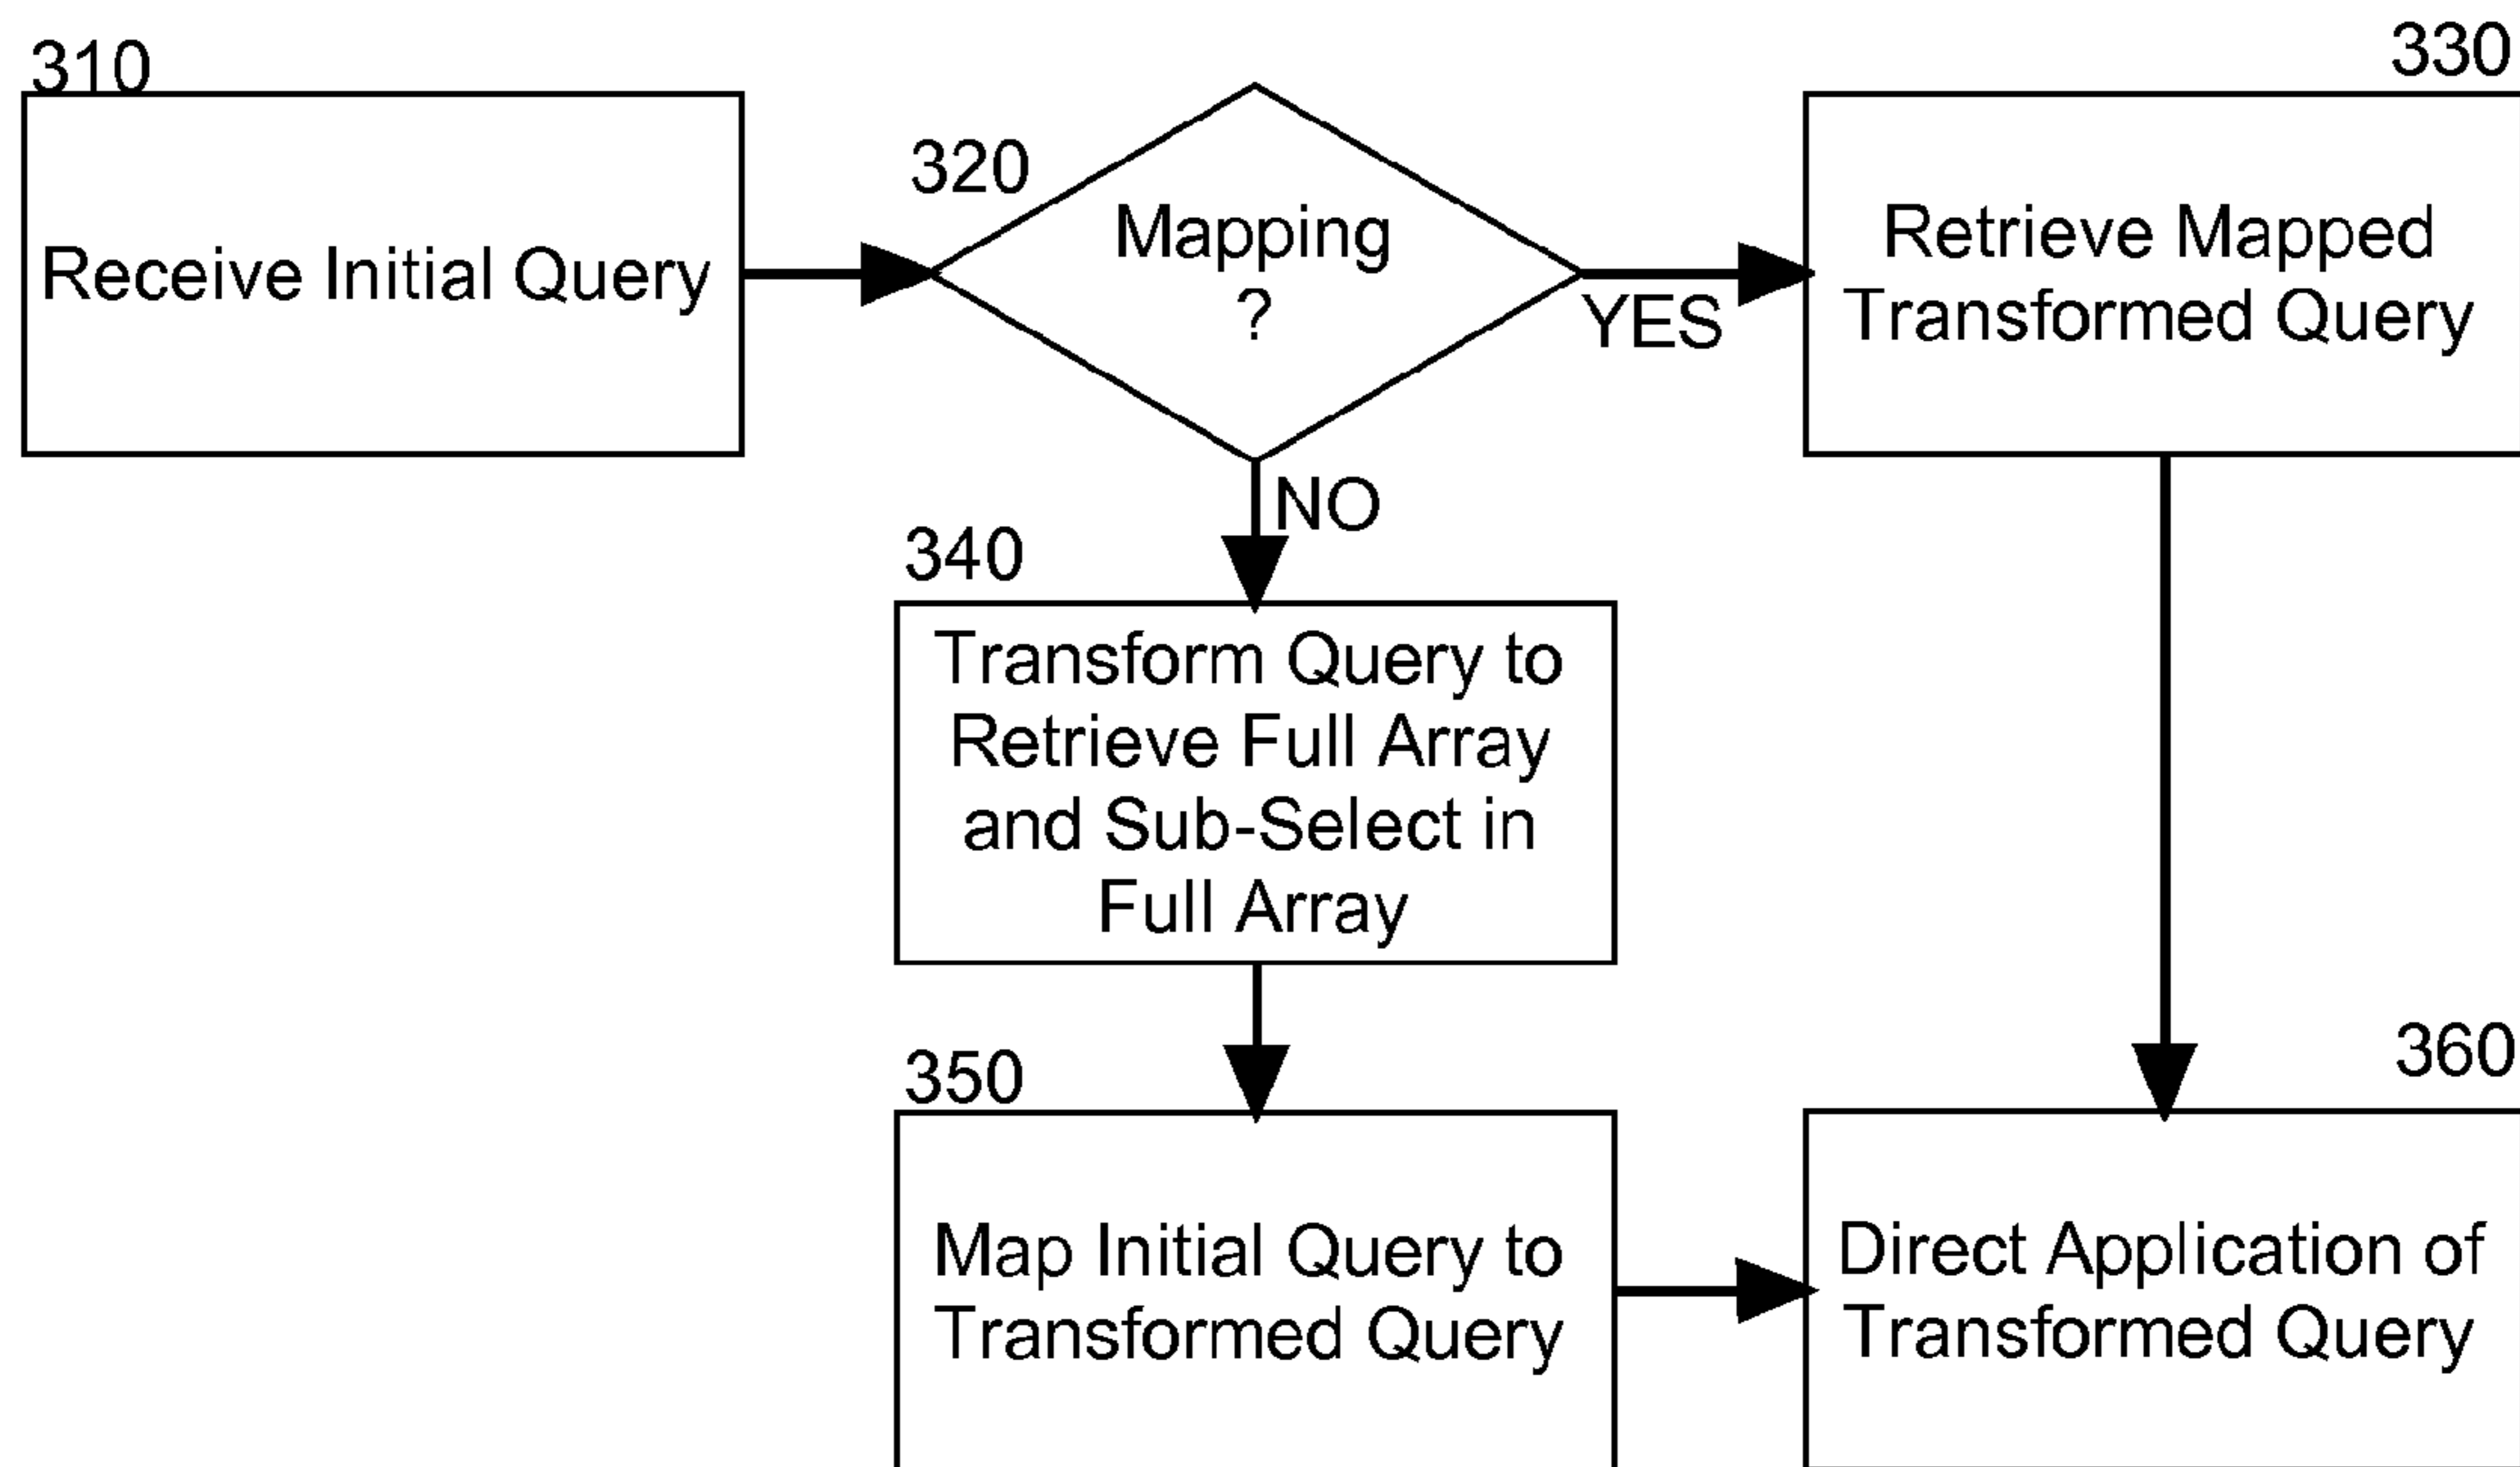 310
Receive Initial Query
320
Mapping
?
YES
NO
330
Retrieve Mapped
Transformed Query
340
Transform Query to
Retrieve Full Array
and Sub-Select in
Full Array
350
Map Initial Query to
Transformed Query
360
Direct Application of
Transformed Query